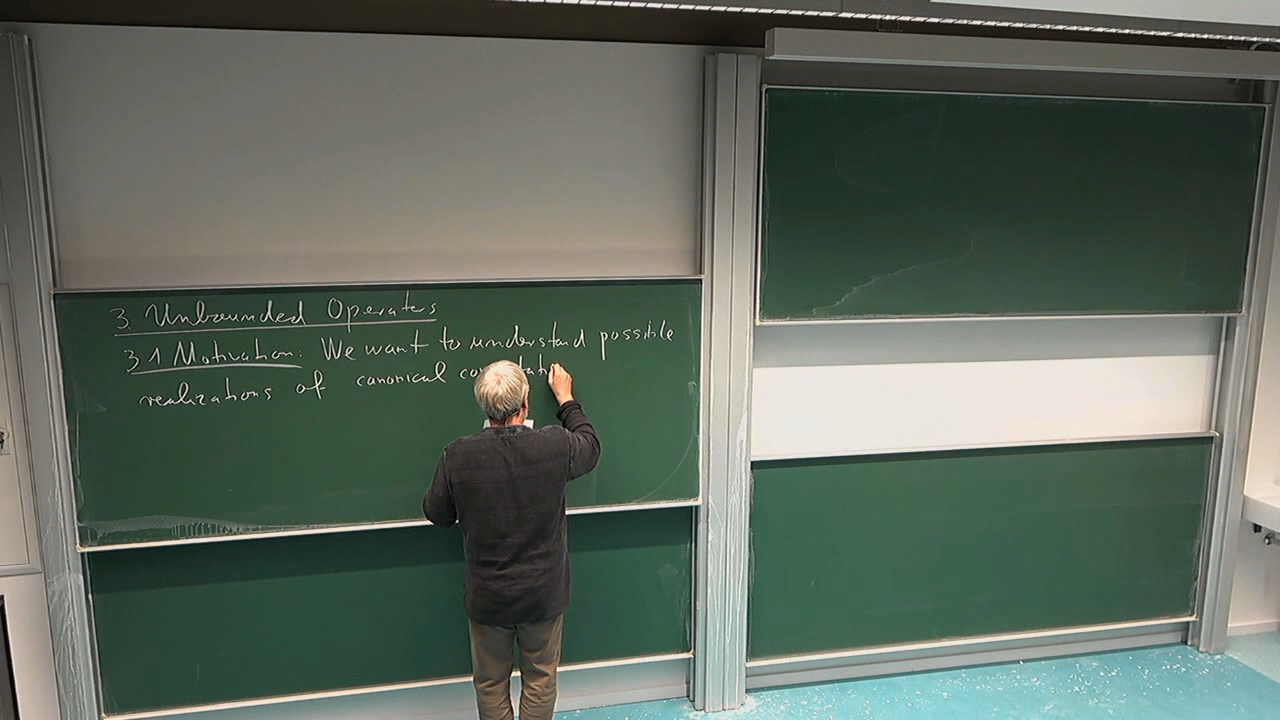 3. Unbounded Operators
3.1 Motivation: We want to understand possible
realizations of canonical